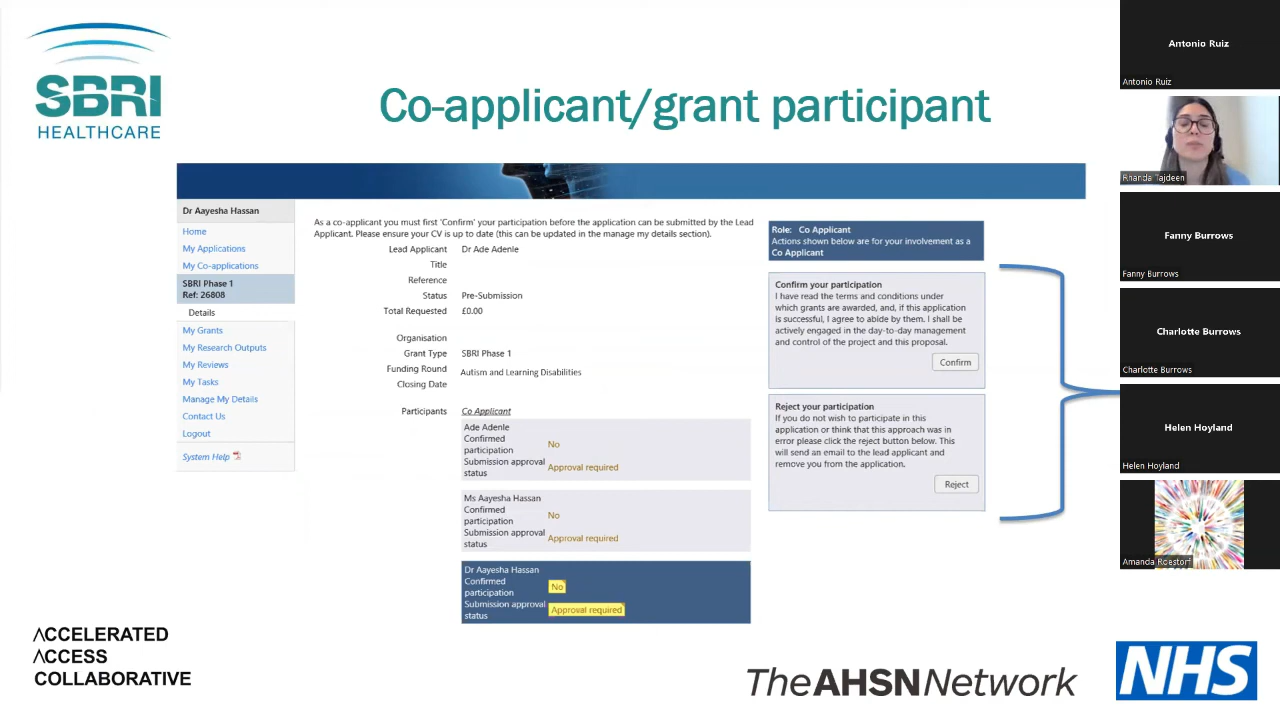 SBRI
HEALTHCARE
Co-applicant/grant participant
Dr Aayesha Hassan
Home
My Applications
My Co-applications
SBRI Phase 1
Ref: 26808
Details
My Grants
My Research Outputs
My Reviews
My Tasks
Manage My Details
Contact Us
Logout
System Help
As a co-applicant you must first 'Confirm' your participation before the application can be submitted by the Lead
Applicant. Please ensure your CV is up to date (this can be updated in the manage my details section).
Lead Applicant Dr Ade Adenle
Title
Reference
Status Pre-Submission
Total Requested £0.00
Organisation
Grant Type SBRI Phase 1
Funding Round Autism and Learning Disabilities
Closing Date
Participants Co Applicant
Ade Adenle
Confirmed
participation No
Submission approval
status Approval required
Ms Aayesha Hassan
Confirmed
participation No
Submission approval
status Approval required
Dr Aayesha Hassan
Confirmed
participation No
Submission approval
status Approval required
Role: Co Applicant
Actions shown below are for your involvement as a
Co Applicant
Confirm your participation
I have read the terms and conditions under
which grants are awarded, and, if this application
is successful, I agree to abide by them. I shall be
actively engaged in the day-to-day management
and control of the project and this proposal.
Confirm
Reject your participation
If you do not wish to participate in this
application or think that this approach was in
error please click the reject button below. This
will send an email to the lead applicant and
remove you from the application.
Reject
ACCELERATED
ACCESS
COLLABORATIVE
TheAHSNNetwork
NHS
Antonio Ruiz
Antonio Ruiz
Rhanda Tajdeen
Fanny Burrows
Fanny Burrows
Charlotte Burrows
Charlotte Burrows
Helen Hoyland
Helen Hoyland
Amanda Roestorf